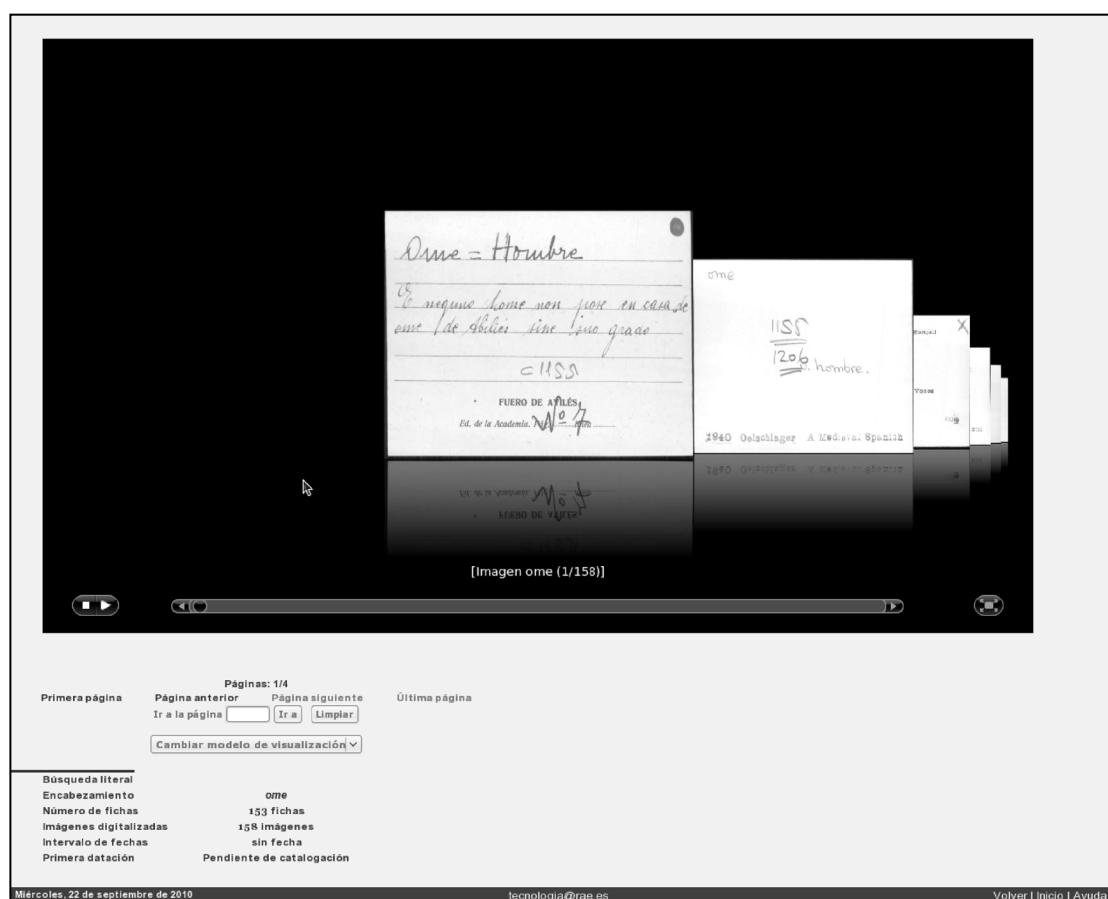 Ome = Hombre
E neguno home non pose en casa de
ome de Abiliés sine suo grado
c 1155
FUERO DE AVILÉS
Ed. de la Academia.
Nº 7
ome
1155
1206
hombre.
1940 Oelschlager A Medieval Spanish
X
[Imagen ome (1/158)]
Páginas: 1/4
Primera página Página anterior Página siguiente Última página
Ir a la página Ir a Limpiar
Cambiar modelo de visualización
Búsqueda literal
Encabezamiento ome
Número de fichas 153 fichas
Imágenes digitalizadas 158 imágenes
Intervalo de fechas sin fecha
Primera datación Pendiente de catalogación
Miércoles, 22 de septiembre de 2010 tecnologia@rae.es Volver | Inicio | Ayuda